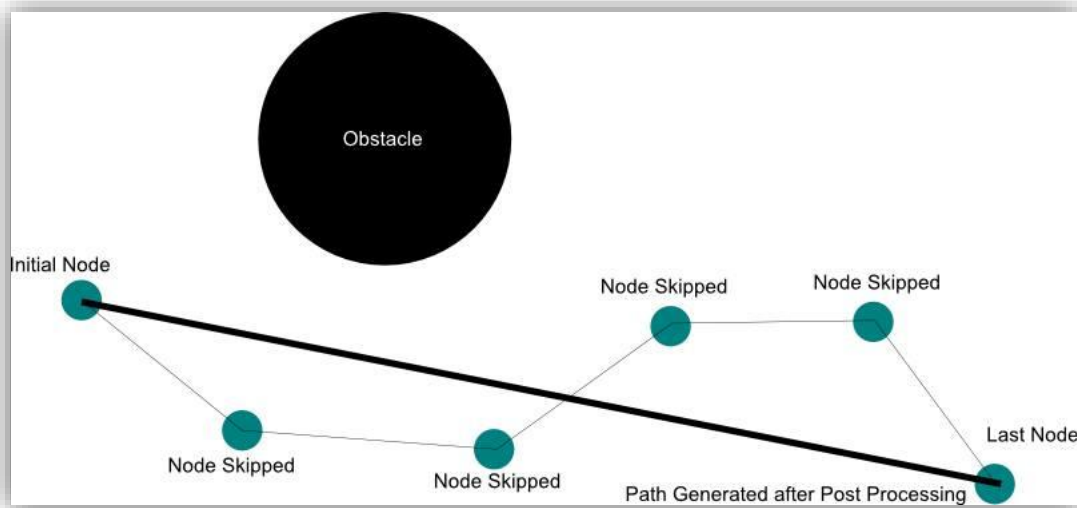 Obstacle
Initial Node
Node Skipped
Node Skipped
Node Skipped
Node Skipped
Last Node
Path Generated after Post Processing